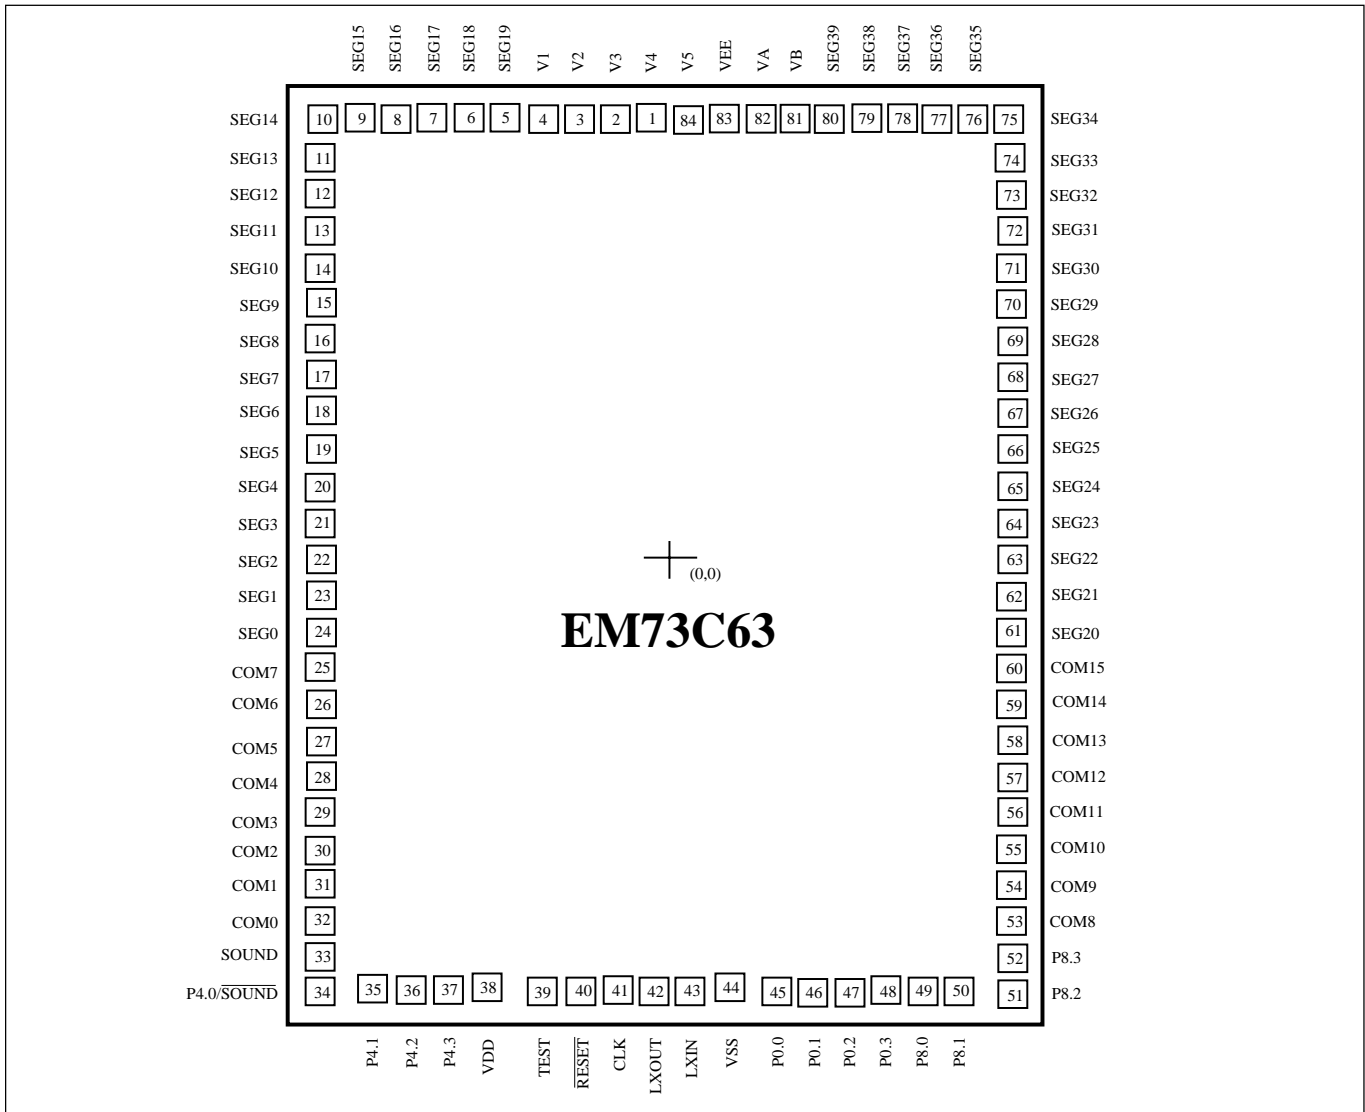 SEG15 SEG16 SEG17 SEG18 SEG19 V1 V2 V3 V4 V5 VEE VA VB SEG39 SEG38 SEG37 SEG36 SEG35
SEG14 10 9 8 7 6 5 4 3 2 1 84 83 82 81 80 79 78 77 76 75 SEG34
SEG13 11 74 SEG33
SEG12 12 73 SEG32
SEG11 13 72 SEG31
SEG10 14 71 SEG30
SEG9 15 70 SEG29
SEG8 16 69 SEG28
SEG7 17 68 SEG27
SEG6 18 67 SEG26
SEG5 19 66 SEG25
SEG4 20 65 SEG24
SEG3 21 64 SEG23
SEG2 22 63 SEG22
(0,0)
SEG1 23 62 SEG21
EM73C63
SEG0 24 61 SEG20
COM7 25 60 COM15
COM6 26 59 COM14
COM5 27 58 COM13
COM4 28 57 COM12
COM3 29 56 COM11
COM2 30 55 COM10
COM1 31 54 COM9
COM0 32 53 COM8
SOUND 33 52 P8.3
P4.0/SOUND 34 35 36 37 38 39 40 41 42 43 44 45 46 47 48 49 50 51 P8.2
P4.1 P4.2 P4.3 VDD TEST RESET CLK LXOUT LXIN VSS P0.0 P0.1 P0.2 P0.3 P8.0 P8.1